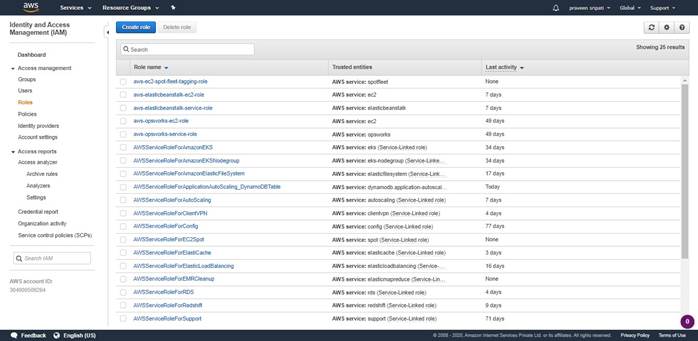 aws
Services
Resource Groups
praveen sripati
Global
Support
Identity and Access
Management (IAM)
Dashboard
Access management
Groups
Users
Roles
Policies
Identity providers
Account settings
Access reports
Access analyzer
Archive rules
Analyzers
Settings
Credential report
Organization activity
Service control policies (SCPs)
Search IAM
AWS account ID:
Create role
Delete role
Search
Showing 25 results
Role name
Trusted entities
Last activity
aws-ec2-spot-fleet-tagging-role AWS service: spotfleet None
aws-elasticbeanstalk-ec2-role AWS service: ec2 7 days
aws-elasticbeanstalk-service-role AWS service: elasticbeanstalk 7 days
aws-opsworks-ec2-role AWS service: ec2 49 days
aws-opsworks-service-role AWS service: opsworks 49 days
AWSServiceRoleForAmazonEKS AWS service: eks (Service-Linked role) 34 days
AWSServiceRoleForAmazonEKSNodegroup AWS service: eks-nodegroup (Service-Linke... 34 days
AWSServiceRoleForAmazonElasticFileSystem AWS service: elasticfilesystem (Service-Link... 17 days
AWSServiceRoleForApplicationAutoScaling_DynamoDBTable AWS service: dynamodb.application-autoscal... Today
AWSServiceRoleForAutoScaling AWS service: autoscaling (Service-Linked role) 7 days
AWSServiceRoleForClientVPN AWS service: clientvpn (Service-Linked role) 4 days
AWSServiceRoleForConfig AWS service: config (Service-Linked role) 77 days
AWSServiceRoleForEC2Spot AWS service: spot (Service-Linked role) None
AWSServiceRoleForElastiCache AWS service: elasticache (Service-Linked role) 3 days
AWSServiceRoleForElasticLoadBalancing AWS service: elasticloadbalancing (Service-... 16 days
AWSServiceRoleForEMRCleanup AWS service: elasticmapreduce (Service-Link... None
AWSServiceRoleForRDS AWS service: rds (Service-Linked role) 4 days
AWSServiceRoleForRedshift AWS service: redshift (Service-Linked role) 9 days
AWSServiceRoleForSupport AWS service: support (Service-Linked role) 71 days
0
Feedback
English (US)
© 2008 - 2020, Amazon Internet Services Private Ltd. or its affiliates. All rights reserved.
Privacy Policy
Terms of Use